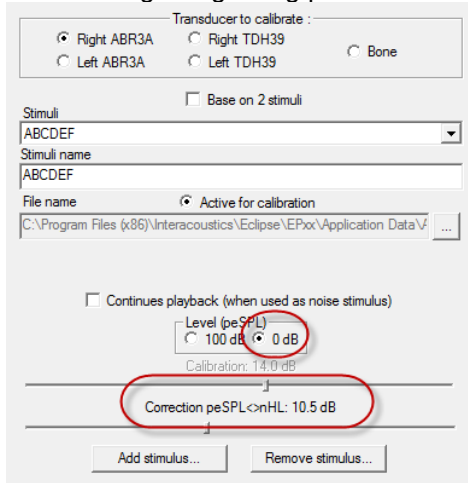 Transducer to calibrate :
Right ABR3A Right TDH39 Bone
Left ABR3A Left TDH39
Base on 2 stimuli
Stimuli
ABCDEF
Stimuli name
ABCDEF
File name Active for calibration
C:\Program Files (x86)\Interacoustics\Eclipse\EPxx\Application Data\ ...
Continues playback (when used as noise stimulus)
Level (peSPL)
100 dB 0 dB
Calibration: 14.0 dB
Correction peSPL<>nHL: 10.5 dB
Add stimulus... Remove stimulus...